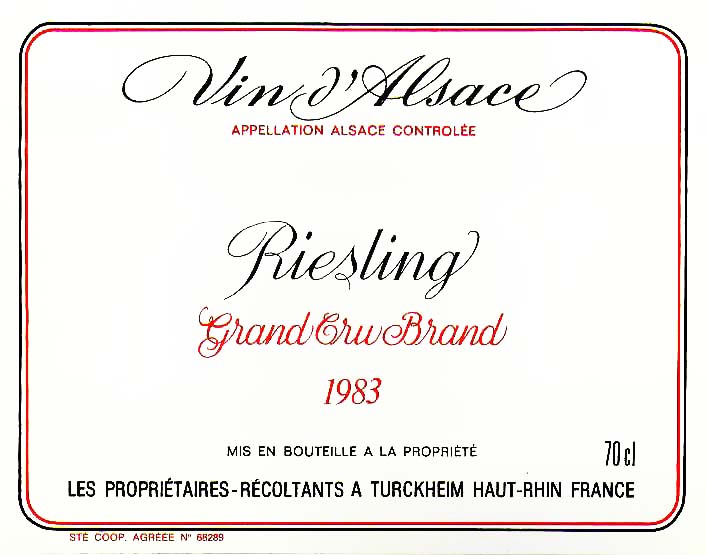 Vin d'Alsace
APPELLATION ALSACE CONTROLÉE
Riesling
Grand Cru Brand
1983
MIS EN BOUTEILLE A LA PROPRIÉTÉ
70 cl
LES PROPRIÉTAIRES-RÉCOLTANTS A TURCKHEIM HAUT-RHIN FRANCE
STÉ COOP. AGRÉÉE N° 68289